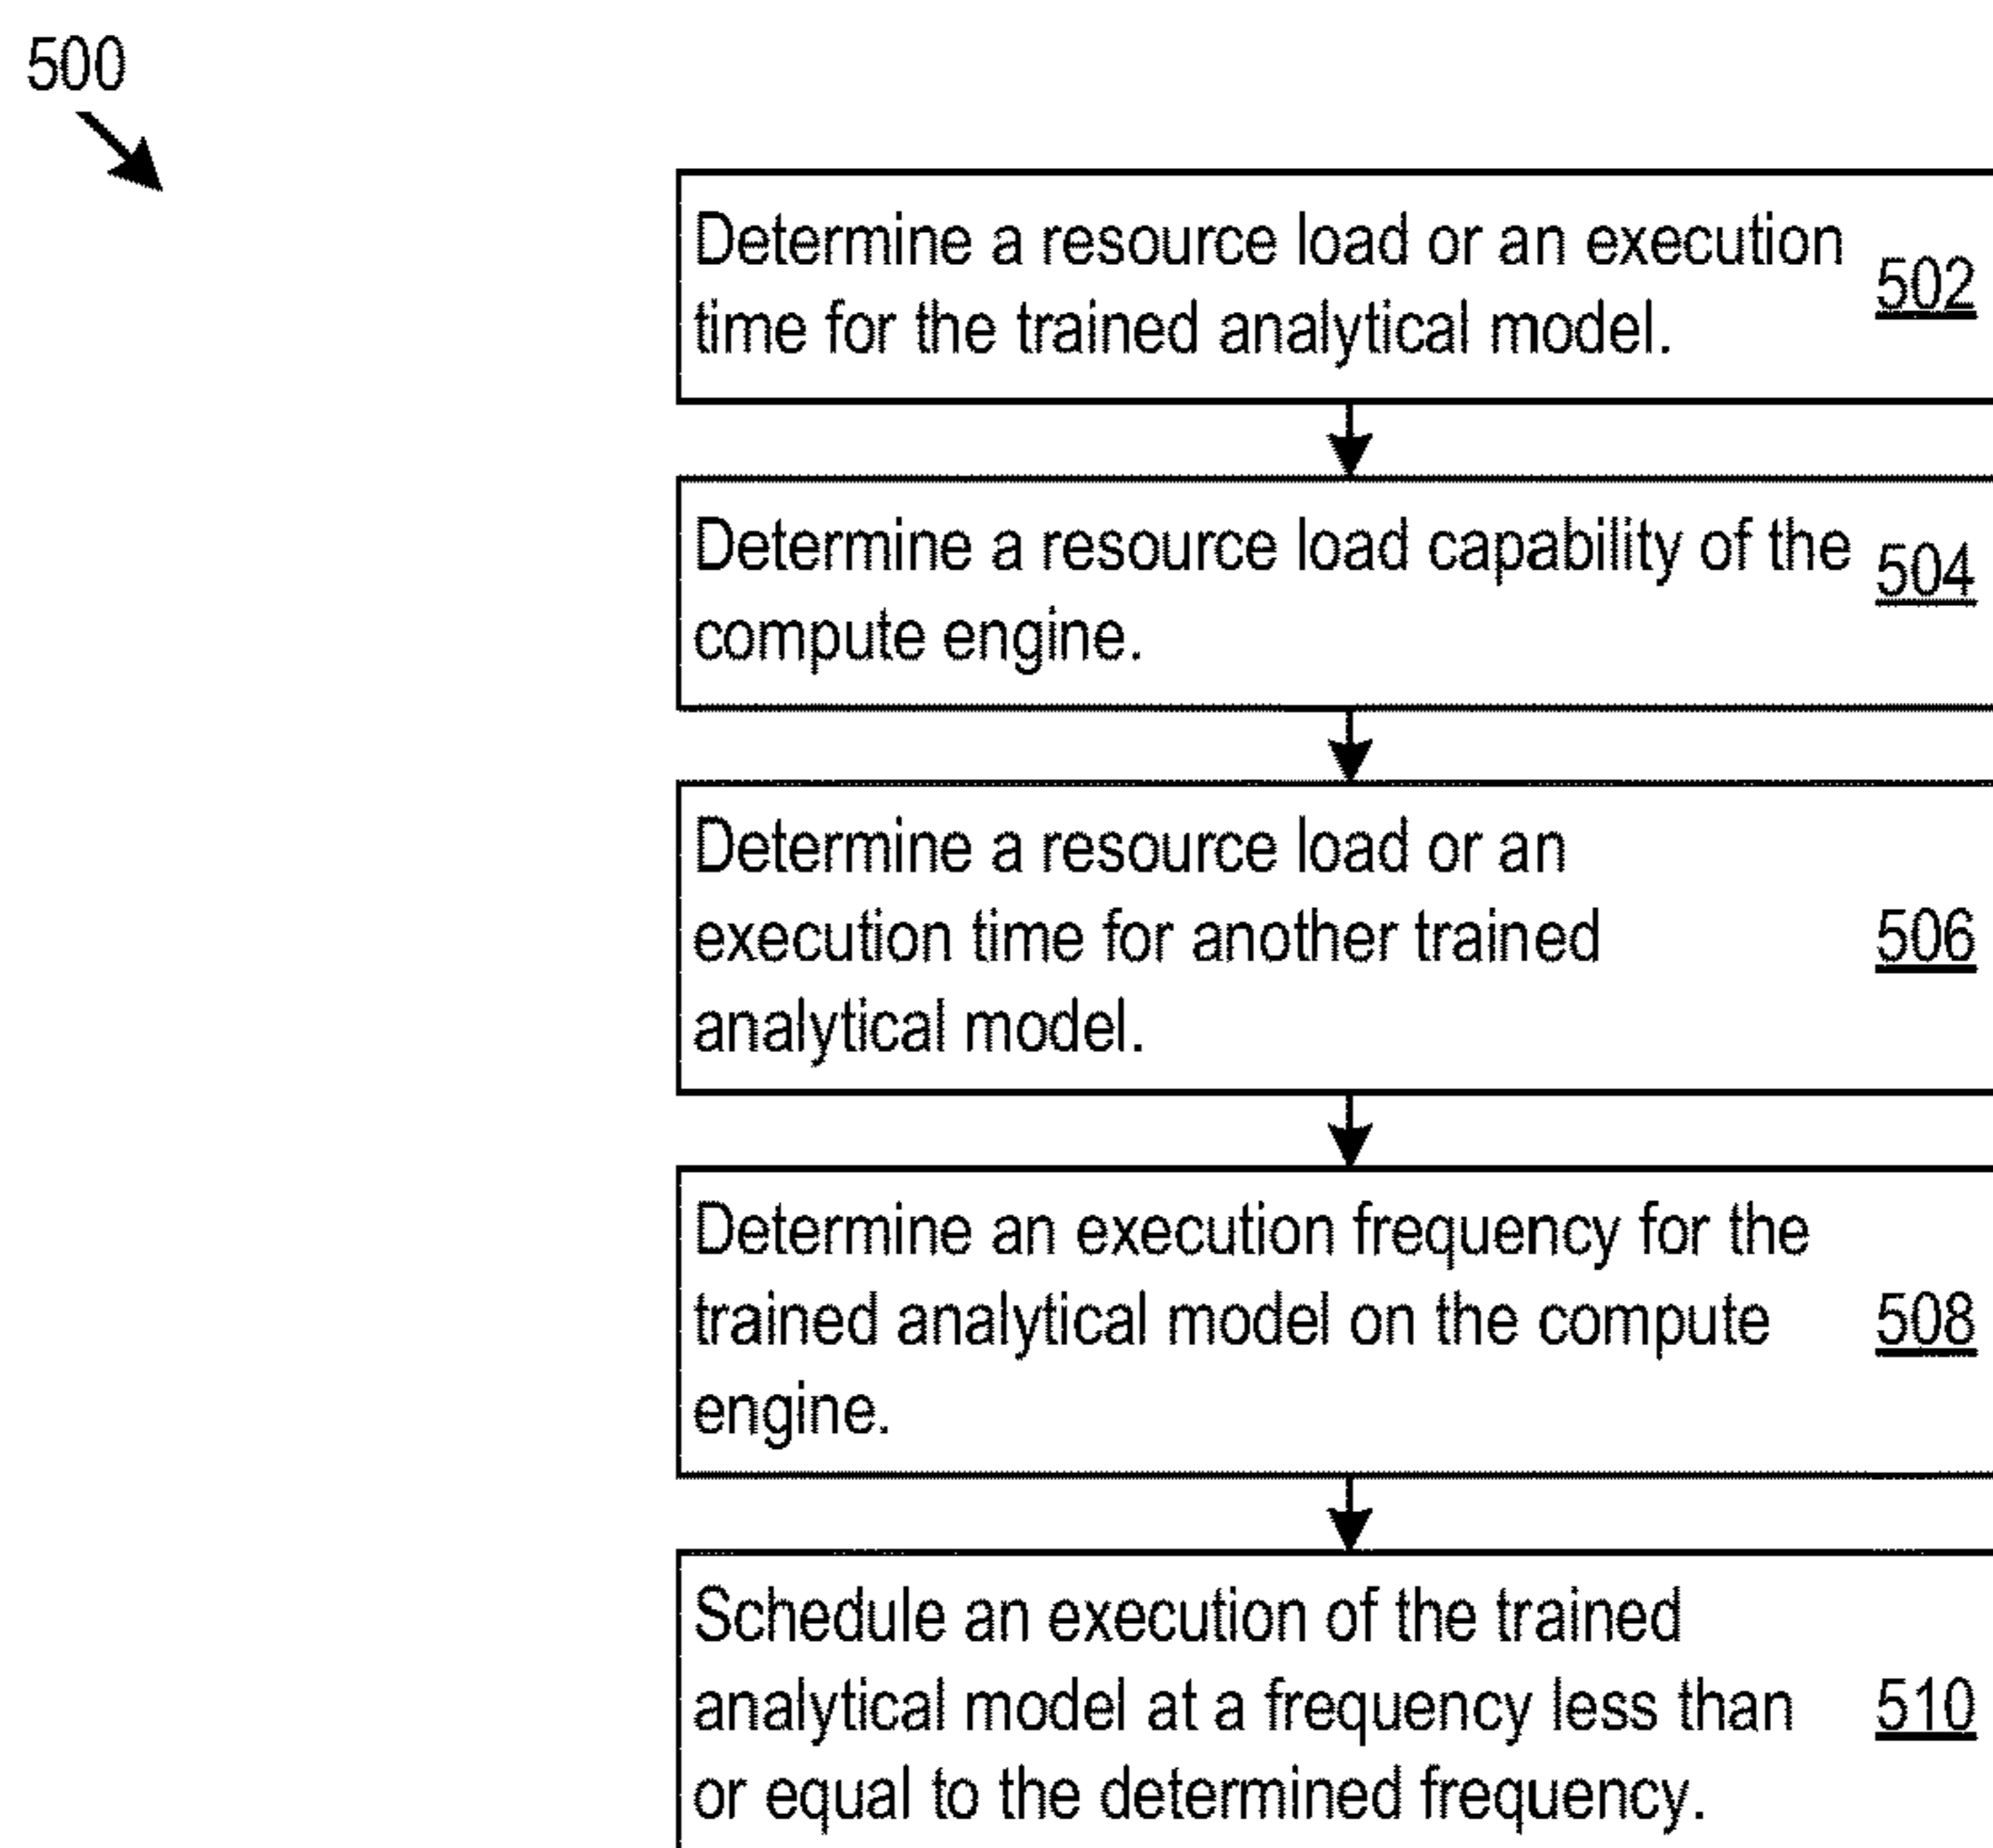 500
Determine a resource load or an execution
time for the trained analytical model.
502
Determine a resource load capability of the
compute engine.
504
Determine a resource load or an
execution time for another trained
analytical model.
506
Determine an execution frequency for the
trained analytical model on the compute
engine.
508
Schedule an execution of the trained
analytical model at a frequency less than
or equal to the determined frequency.
510